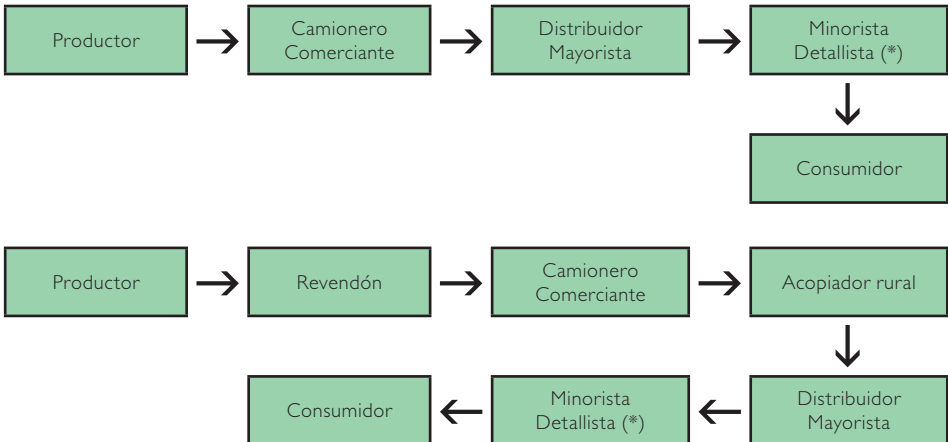 Productor
Camionero
Comerciante
Distribuidor
Mayorista
Minorista
Detallista (*)
Consumidor
Productor
Revendón
Camionero
Comerciante
Acopiador rural
Distribuidor
Mayorista
Minorista
Detallista (*)
Consumidor